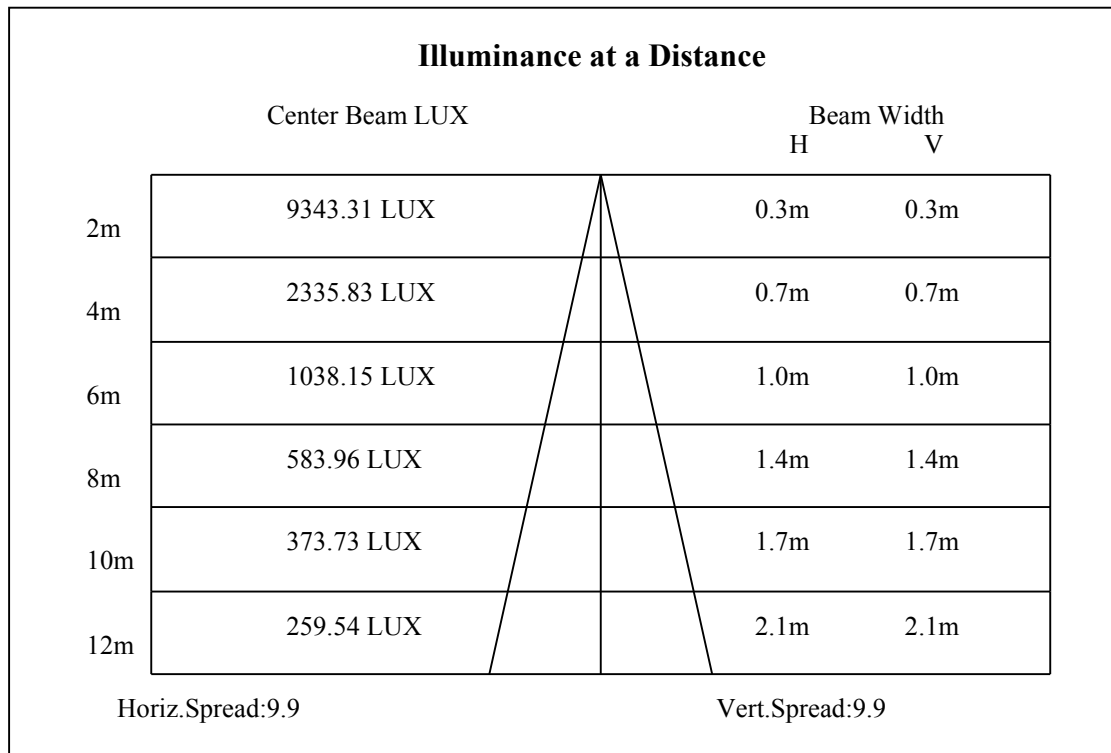 Illuminance at a Distance
Center Beam LUX Beam Width
H V
2m 9343.31 LUX 0.3m 0.3m
4m 2335.83 LUX 0.7m 0.7m
6m 1038.15 LUX 1.0m 1.0m
8m 583.96 LUX 1.4m 1.4m
10m 373.73 LUX 1.7m 1.7m
12m 259.54 LUX 2.1m 2.1m
Horiz.Spread:9.9 Vert.Spread:9.9